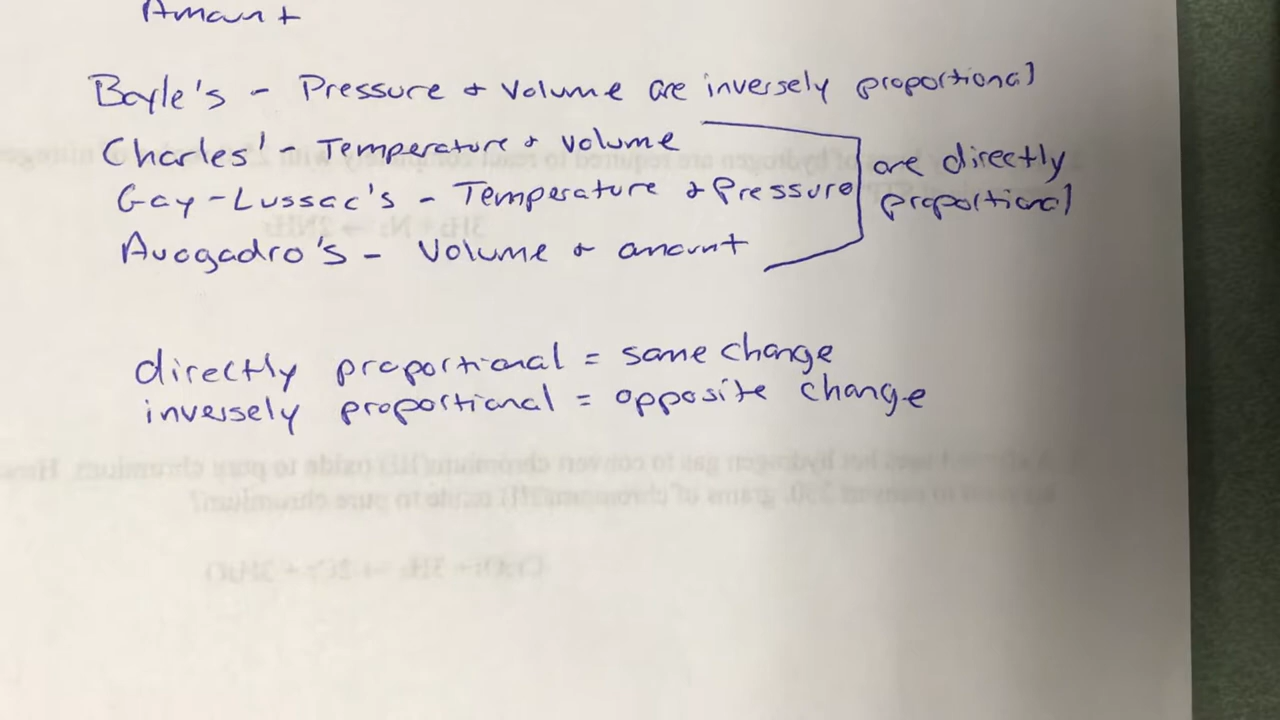 Amount
Boyle's - Pressure + Volume are inversely proportional
Charles' - Temperature + volume
Gay-Lussac's - Temperature + Pressure
Avogadro's - Volume + amount
are directly
proportional
directly proportional = same change
inversely proportional = opposite change